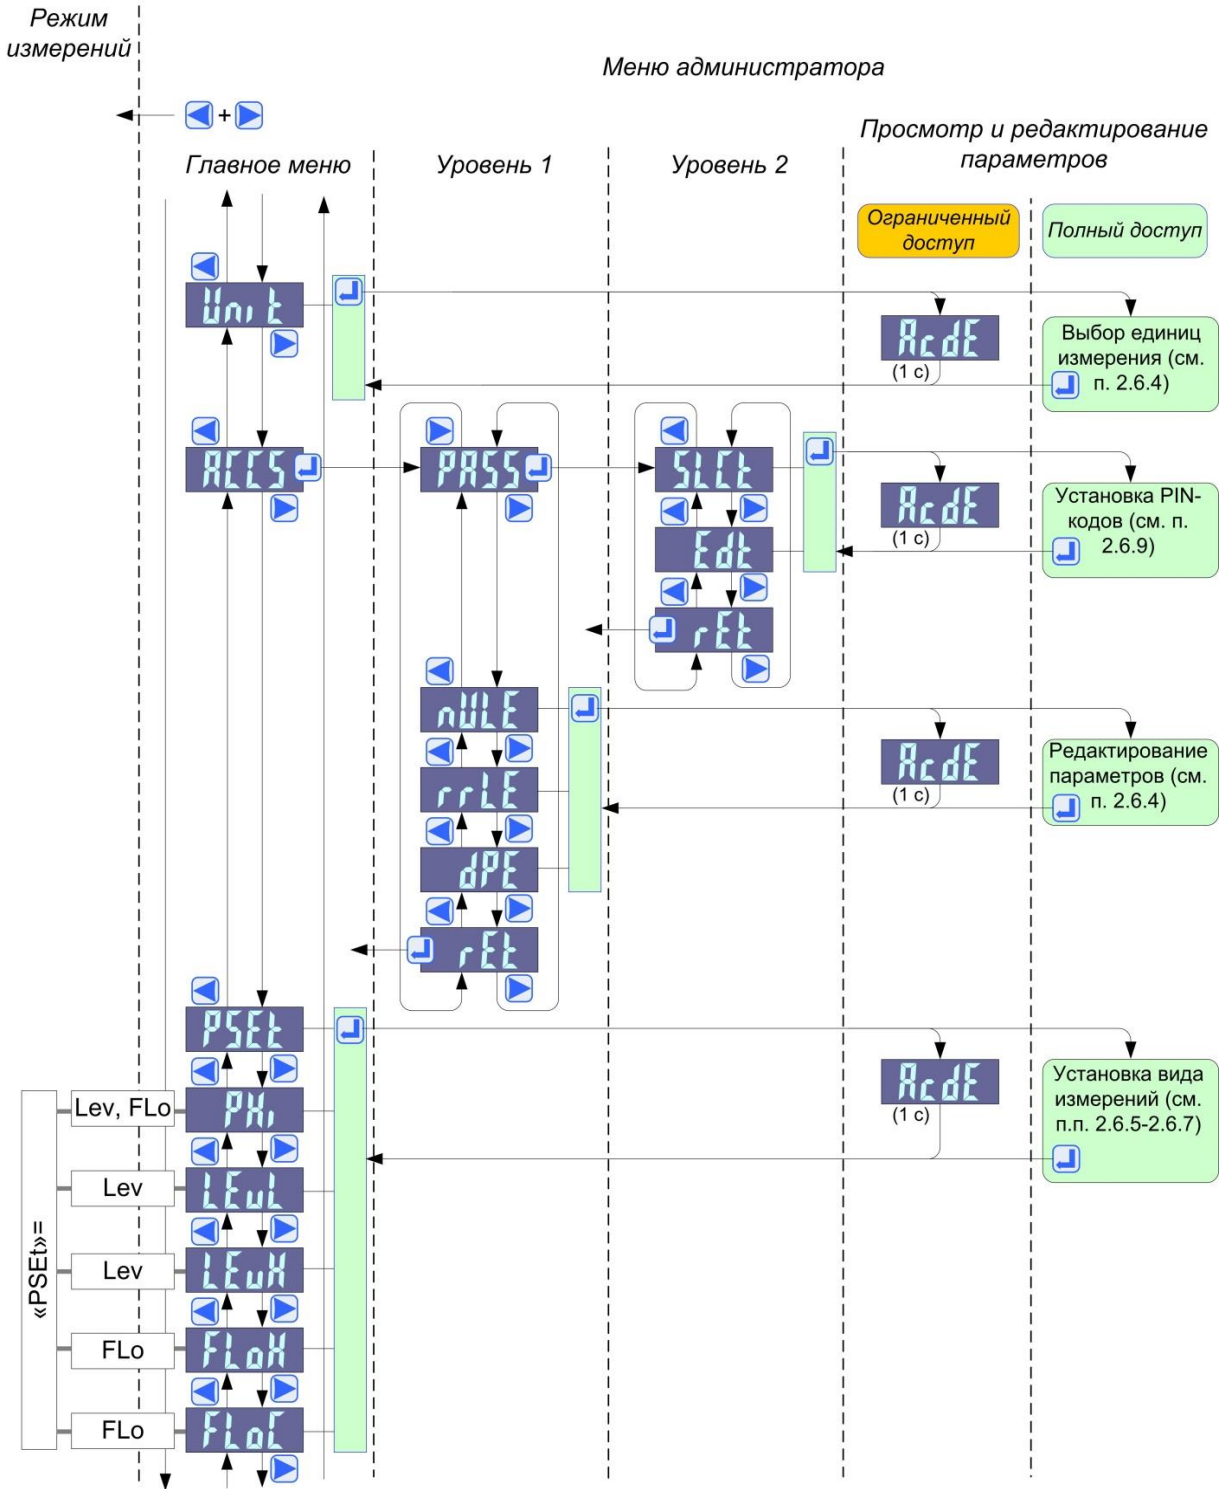 Режим
измерений
Меню администратора
+
Просмотр и редактирование
параметров
Главное меню
Уровень 1
Уровень 2
Ограниченный
доступ
Полный доступ
Unit
AcdE
(1 с)
Выбор единиц
измерения (см.
п. 2.6.4)
ACCS
PASS
SLCt
AcdE
(1 с)
Установка PIN-
кодов (см. п.
2.6.9)
Edt
rEt
nULE
AcdE
(1 с)
Редактирование
параметров (см.
п. 2.6.4)
rrLE
dPE
rEt
PSEt
AcdE
(1 с)
Установка вида
измерений (см.
п.п. 2.6.5-2.6.7)
«PSEt»=
Lev, FLo
PHi
Lev
LEvL
Lev
LEvH
FLo
FLoH
FLo
FLoC